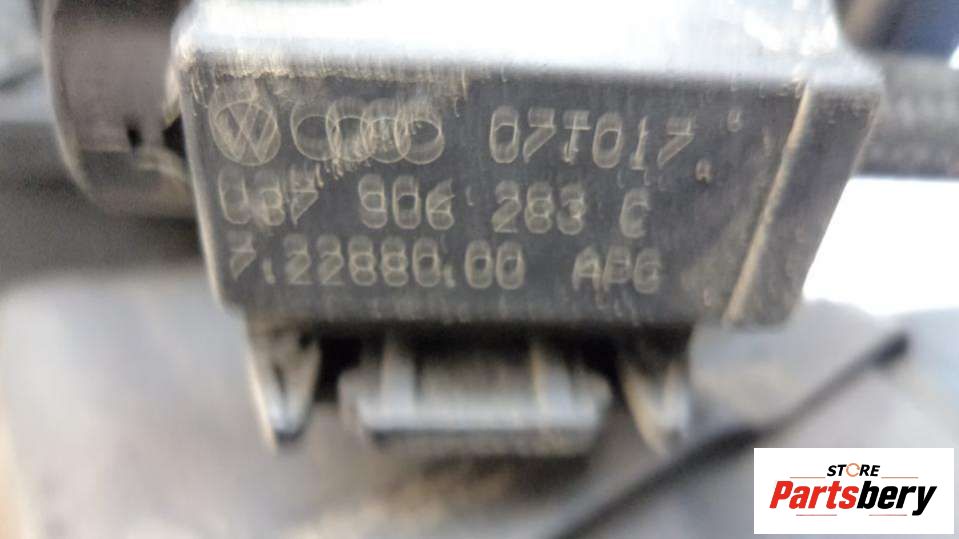 07T017
037 906 283 C
7.22880.00 APG
STORE
Partsbery